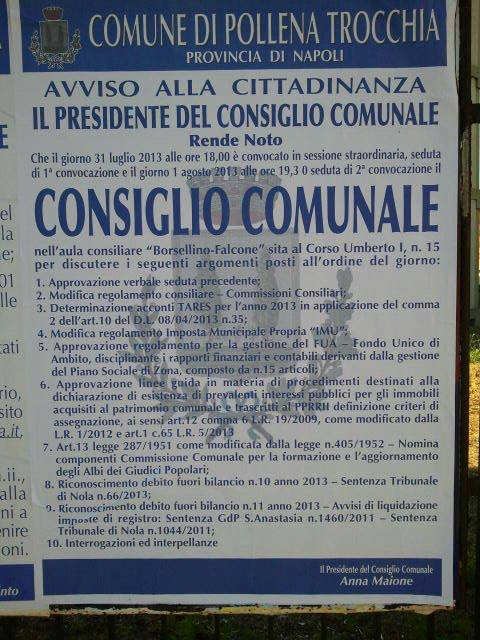 COMUNE DI POLLENA TROCCHIA
PROVINCIA DI NAPOLI
AVVISO ALLA CITTADINANZA
IL PRESIDENTE DEL CONSIGLIO COMUNALE
Rende Noto
Che il giorno 31 luglio 2013 alle ore 18,00 è convocato in sessione straordinaria, seduta
di 1ª convocazione e il giorno 1 agosto 2013 alle ore 19,3 0 seduta di 2ª convocazione il
CONSIGLIO COMUNALE
nell'aula consiliare "Borsellino-Falcone" sita al Corso Umberto I, n. 15
per discutere i seguenti argomenti posti all'ordine del giorno:
1. Approvazione verbale seduta precedente;
2. Modifica regolamento consiliare – Commissioni Consiliari;
3. Determinazione acconti TARES per l'anno 2013 in applicazione del comma
2 dell'art.10 del D.L. 08/04/2013 n.35;
4. Modifica regolamento Imposta Municipale Propria "IMU";
5. Approvazione regolamento per la gestione del FUA – Fondo Unico di
Ambito, disciplinante i rapporti finanziari e contabili derivanti dalla gestione
del Piano Sociale di Zona, composto da n.15 articoli;
6. Approvazione linee guida in materia di procedimenti destinati alla
dichiarazione di esistenza di prevalenti interessi pubblici per gli immobili
acquisiti al patrimonio comunale trascritti al PPRRII definizione criteri di
assegnazione, ai sensi art.12 comma 6 L.R. 19/2009, come modificato dalla
L.R. 1/2012 e art.1 c.65 L.R. 5/2013
7. Art.13 legge 287/1951 come modificata dalla legge n.405/1952 – Nomina
componenti Commissione Comunale per la formazione e l'aggiornamento
degli Albi dei Giudici Popolari;
8. Riconoscimento debito fuori bilancio n.10 anno 2013 – Sentenza Tribunale
di Nola n.66/2013;
9. Riconoscimento debito fuori bilancio n.11 anno 2013 – Avvisi di liquidazione
imposte di registro: Sentenza GdP S.Anastasia n.1460/2011 – Sentenza
Tribunale di Nola n.1044/2011;
10. Interrogazioni ed interpellanze
Il Presidente del Consiglio Comunale
Anna Maione